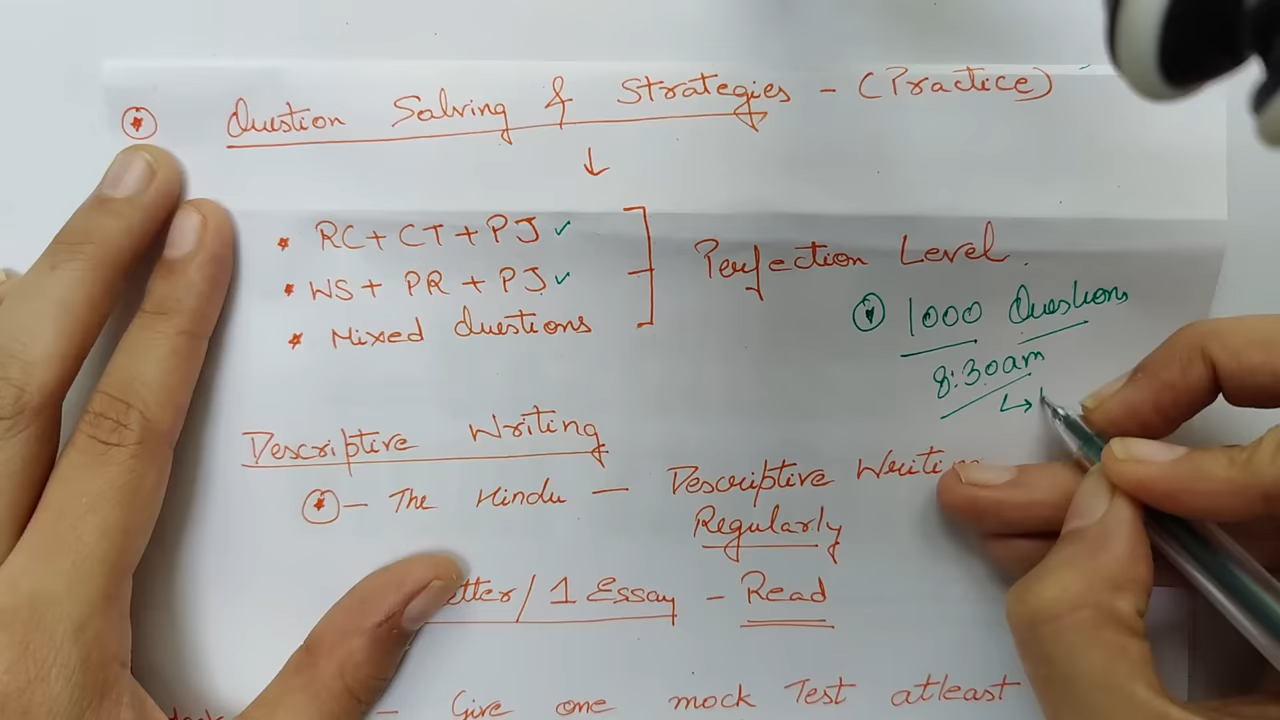 Question Solving & Strategies - (Practice)
↓
* RC + CT + PJ ✓
* WS + PR + PJ ✓
* Mixed Questions
Perfection Level.
1000 Questions
8:30am
↳
Descriptive Writing
- The Hindu - Descriptive Writing
Regularly
etter / 1 Essay - Read
- Give one mock Test atleast